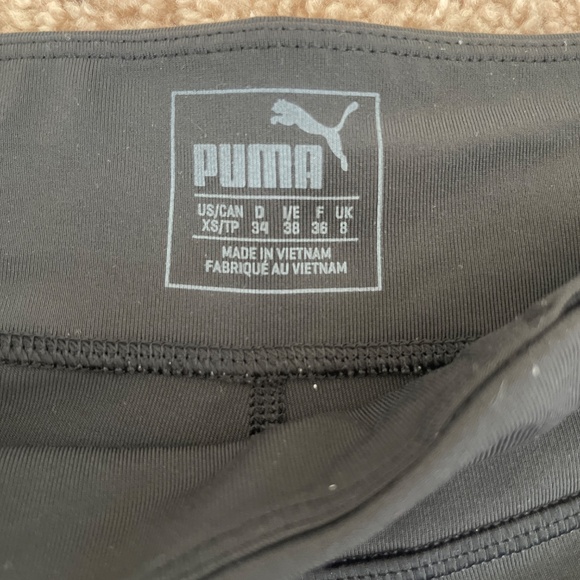 PUMA
US/CAN D I/E F UK
XS/TP 34 38 36 8
MADE IN VIETNAM
FABRIQUÉ AU VIETNAM